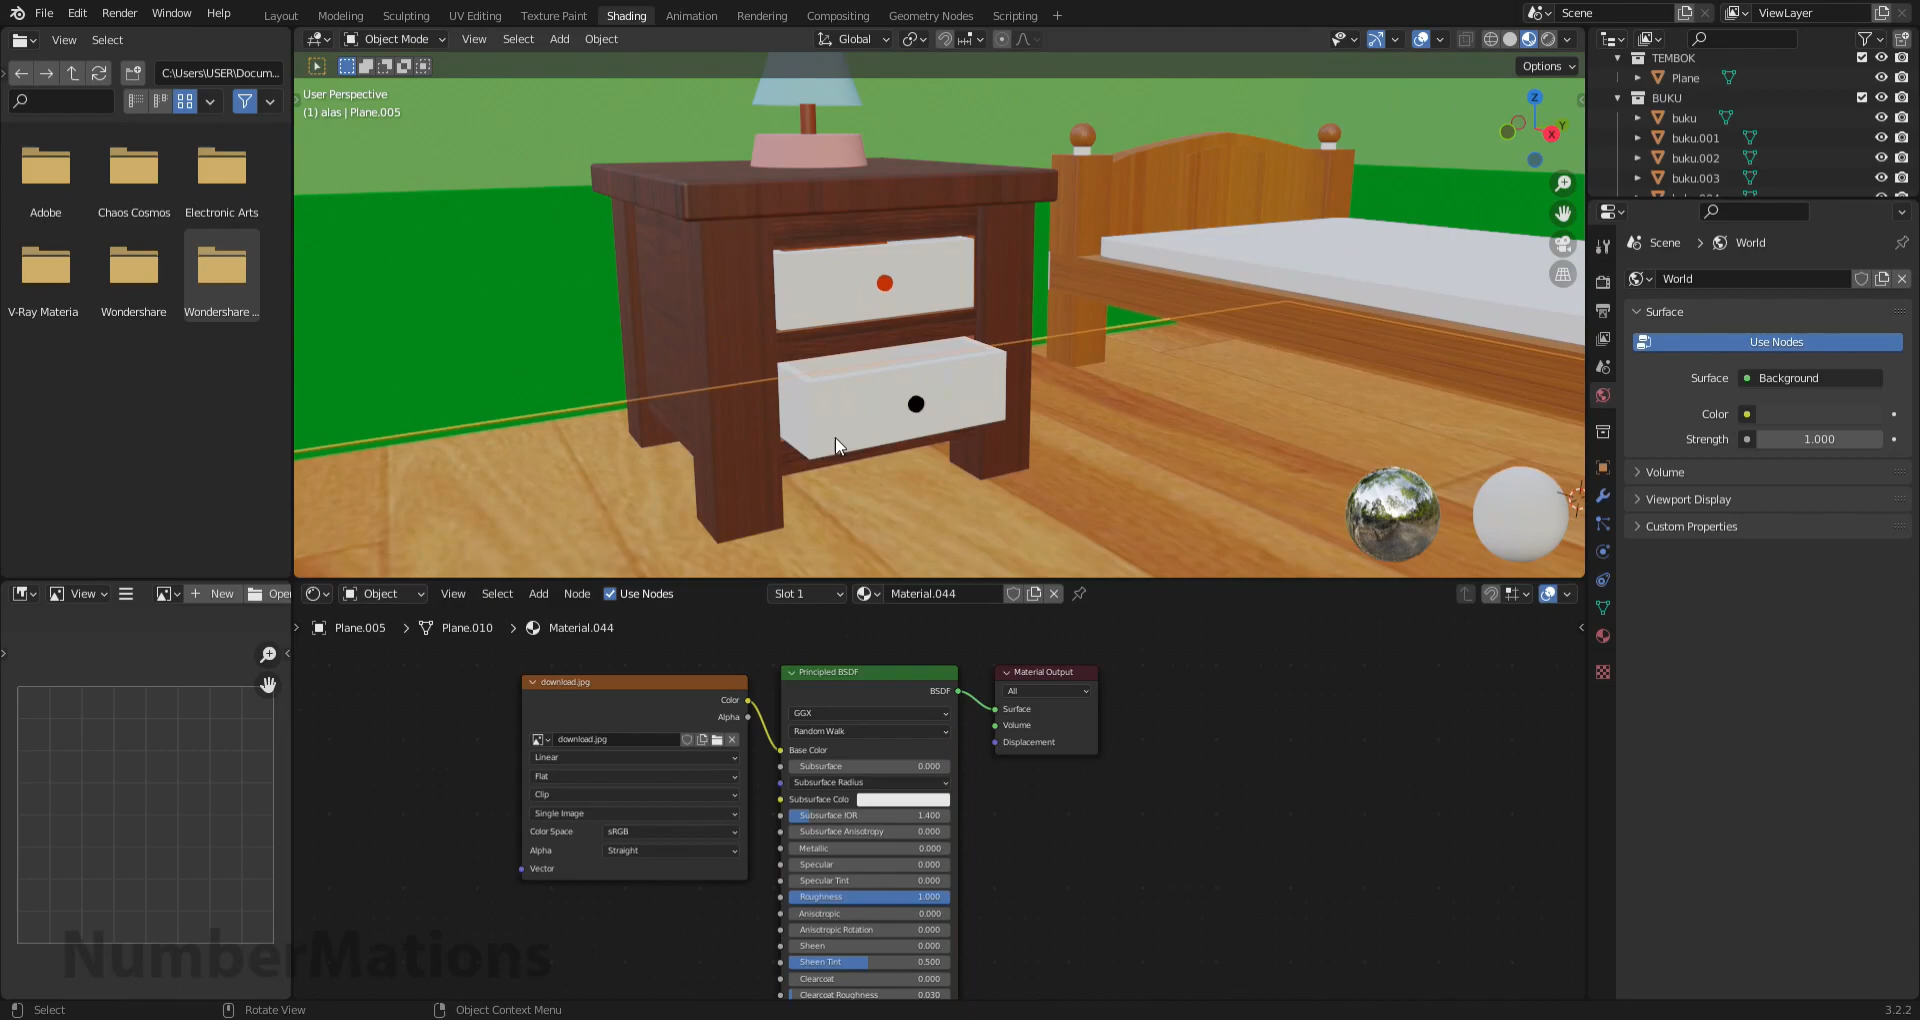 File Edit Render Window Help Layout Modeling Sculpting UV Editing Texture Paint Shading Animation Rendering Compositing Geometry Nodes Scripting + Scene ViewLayer
View Select
C:\Users\USER\Docum...
Adobe Chaos Cosmos Electronic Arts
V-Ray Materia Wondershare Wondershare ...
Object Mode View Select Add Object Global
Options
User Perspective
(1) alas | Plane.005
Z
Y
X
TEMBOK
Plane
BUKU
buku
buku.001
buku.002
buku.003
Scene > World
World
Surface
Use Nodes
Surface Background
Color
Strength 1.000
Volume
Viewport Display
Custom Properties
View + New Open
Object View Select Add Node Use Nodes Slot 1 Material.044
Plane.005 > Plane.010 > Material.044
download.jpg
Color
Alpha
download.jpg
Linear
Flat
Clip
Single Image
Color Space sRGB
Alpha Straight
Vector
Principled BSDF
BSDF
GGX
Random Walk
Base Color
Subsurface 0.000
Subsurface Radius
Subsurface Colo
Subsurface IOR 1.400
Subsurface Anisotropy 0.000
Metallic 0.000
Specular 0.000
Specular Tint 0.000
Roughness 1.000
Anisotropic 0.000
Anisotropic Rotation 0.000
Sheen 0.000
Sheen Tint 0.500
Clearcoat 0.000
Clearcoat Roughness 0.030
Material Output
All
Surface
Volume
Displacement
NumberMations
Select Rotate View Object Context Menu 3.2.2